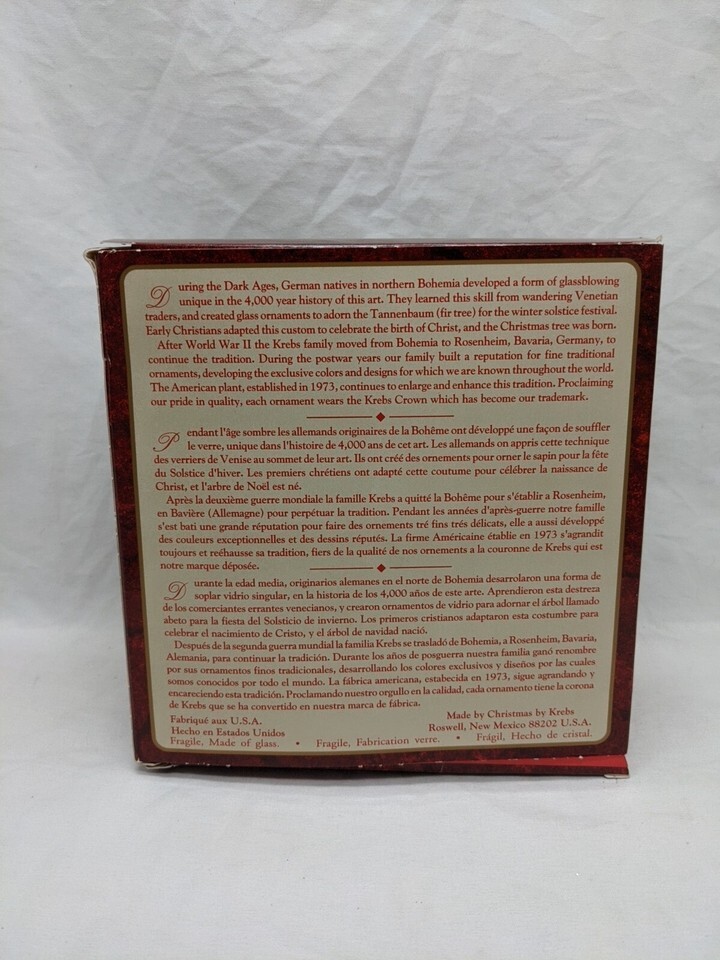 During the Dark Ages, German natives in northern Bohemia developed a form of glassblowing
unique in the 4,000 year history of this art. They learned this skill from wandering Venetian
traders, and created glass ornaments to adorn the Tannenbaum (fir tree) for the winter solstice festival.
Early Christians adapted this custom to celebrate the birth of Christ, and the Christmas tree was born.
After World War II the Krebs family moved from Bohemia to Rosenheim, Bavaria, Germany, to
continue the tradition. During the postwar years our family built a reputation for fine traditional
ornaments, developing the exclusive colors and designs for which we are known throughout the world.
The American plant, established in 1973, continues to enlarge and enhance this tradition. Proclaiming
our pride in quality, each ornament wears the Krebs Crown which has become our trademark.
Pendant l'âge sombre les allemands originaires de la Bohême ont développé une façon de souffler
le verre, unique dans l'histoire de 4,000 ans de cet art. Les allemands on appris cette technique
des verriers de Venise au sommet de leur art. Ils ont créé des ornements pour orner le sapin pour la fête
du Solstice d'hiver. Les premiers chrétiens ont adapté cette coutume pour célébrer la naissance de
Christ, et l'arbre de Noël est né.
Après la deuxième guerre mondiale la famille Krebs a quitté la Bohême pour s'établir a Rosenheim,
en Bavière (Allemagne) pour perpétuar la tradition. Pendant les années d'après-guerre notre famille
s'est bati une grande réputation pour faire des ornements tré fins trés délicats, elle a aussi développé
des couleurs exceptionnelles et des dessins réputés. La firme Américaine établie en 1973 s'agrandit
toujours et reéhausse sa tradition, fiers de la qualité de nos ornements a la couronne de Krebs qui est
notre marque déposée.
Durante la edad media, originarios alemanes en el norte de Bohemia desarrolaron una forma de
soplar vidrio singular, en la historia de los 4,000 años de este arte. Aprendieron esta destreza
de los comerciantes errantes venecianos, y crearon ornamentos de vidrio para adornar el árbol llamado
abeto para la fiesta del Solsticio de invierno. Los primeros cristianos adaptaron esta costumbre para
celebrar el nacimiento de Cristo, y el árbol de navidad nació.
Después de la segunda guerra mundial la familia Krebs se trasladó de Bohemia, a Rosenheim, Bavaria,
Alemania, para continuar la tradición. Durante los años de posguerra nuestra familia ganó renombre
por sus ornamentos finos tradicionales, desarrollando los colores exclusivos y diseños por las cuales
somos conocidos por todo el mundo. La fábrica americana, estabecida en 1973, sigue agrandando y
encareciendo esta tradición. Proclamando nuestro orgullo en la calidad, cada ornamento tiene la corona
de Krebs que se ha convertido en nuestra marca de fábrica.
Fabriqué aux U.S.A.
Hecho en Estados Unidos
Made by Christmas by Krebs
Roswell, New Mexico 88202 U.S.A.
Fragile, Made of glass. • Fragile, Fabrication verre. • Frágil, Hecho de cristal.